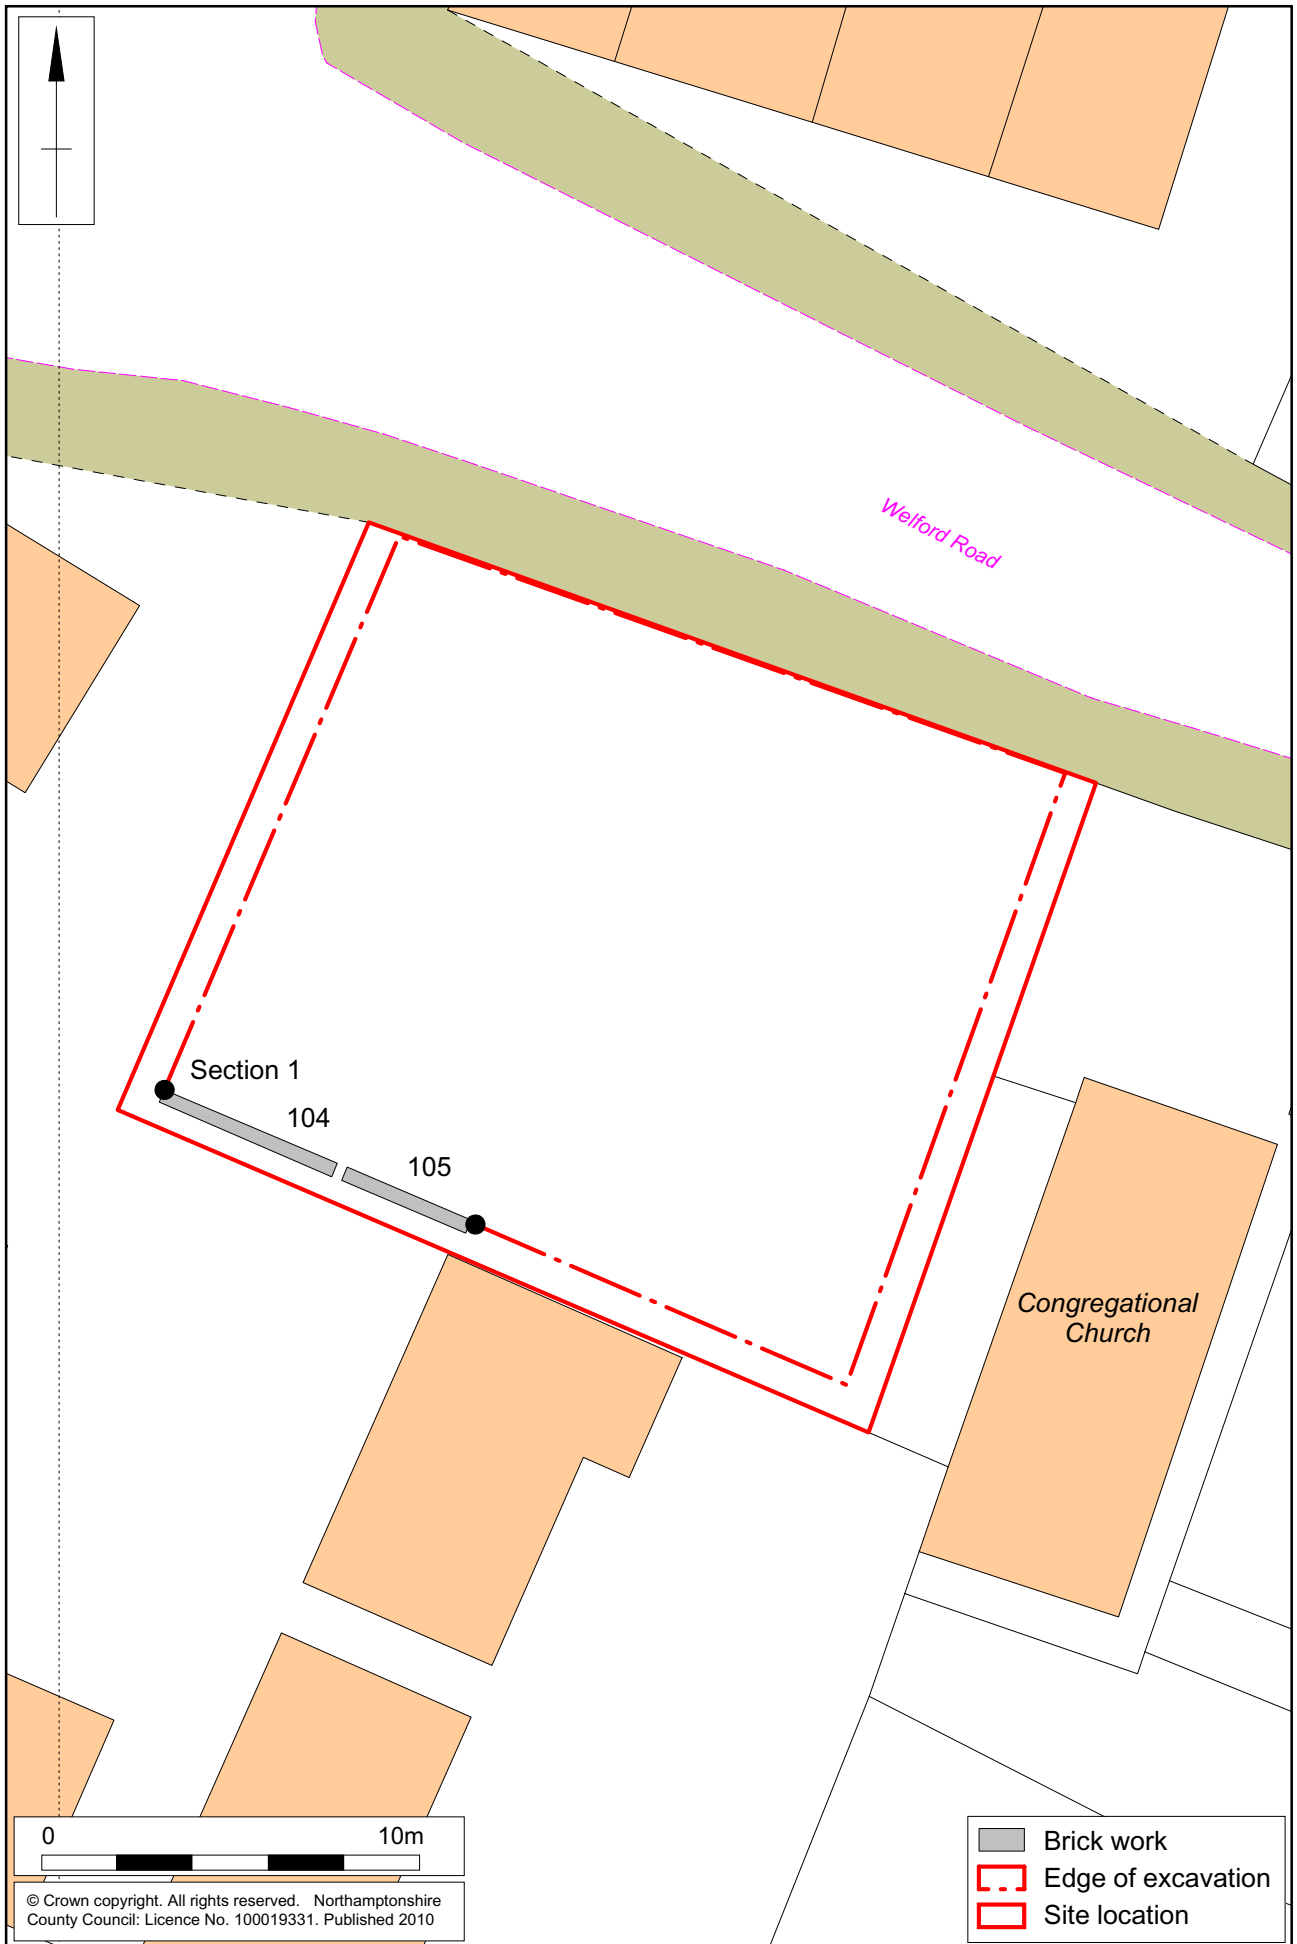 Welford Road
Section 1
104
105
Congregational
Church
0 10m
© Crown copyright. All rights reserved. Northamptonshire
County Council: Licence No. 100019331. Published 2010
Brick work
Edge of excavation
Site location